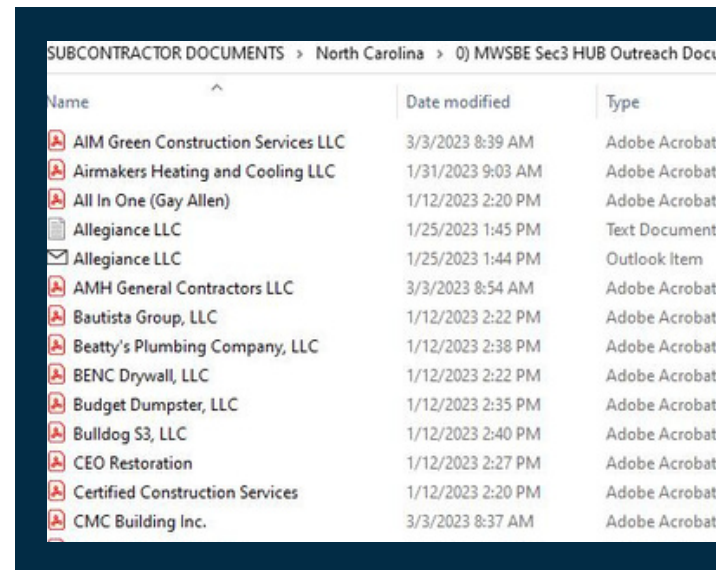 SUBCONTRACTOR DOCUMENTS > North Carolina > 0) MWSBE Sec3 HUB Outreach Docu
Name Date modified Type
AIM Green Construction Services LLC 3/3/2023 8:39 AM Adobe Acrobat
Airmakers Heating and Cooling LLC 1/31/2023 9:03 AM Adobe Acrobat
All In One (Gay Allen) 1/12/2023 2:20 PM Adobe Acrobat
Allegiance LLC 1/25/2023 1:45 PM Text Document
Allegiance LLC 1/25/2023 1:44 PM Outlook Item
AMH General Contractors LLC 3/3/2023 8:54 AM Adobe Acrobat
Bautista Group, LLC 1/12/2023 2:22 PM Adobe Acrobat
Beatty's Plumbing Company, LLC 1/12/2023 2:38 PM Adobe Acrobat
BENC Drywall, LLC 1/12/2023 2:22 PM Adobe Acrobat
Budget Dumpster, LLC 1/12/2023 2:35 PM Adobe Acrobat
Bulldog S3, LLC 1/12/2023 2:40 PM Adobe Acrobat
CEO Restoration 1/12/2023 2:27 PM Adobe Acrobat
Certified Construction Services 1/12/2023 2:20 PM Adobe Acrobat
CMC Building Inc. 3/3/2023 8:37 AM Adobe Acrobat